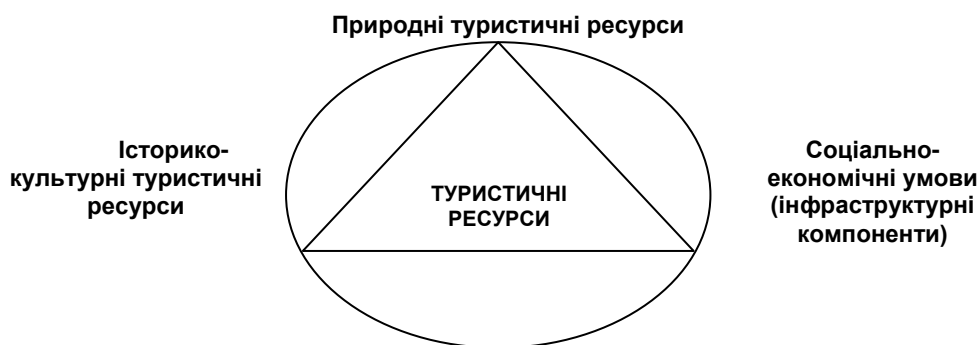 Природні туристичні ресурси
Історико-
культурні туристичні
ресурси
ТУРИСТИЧНІ
РЕСУРСИ
Соціально-
економічні умови
(інфраструктурні
компоненти)